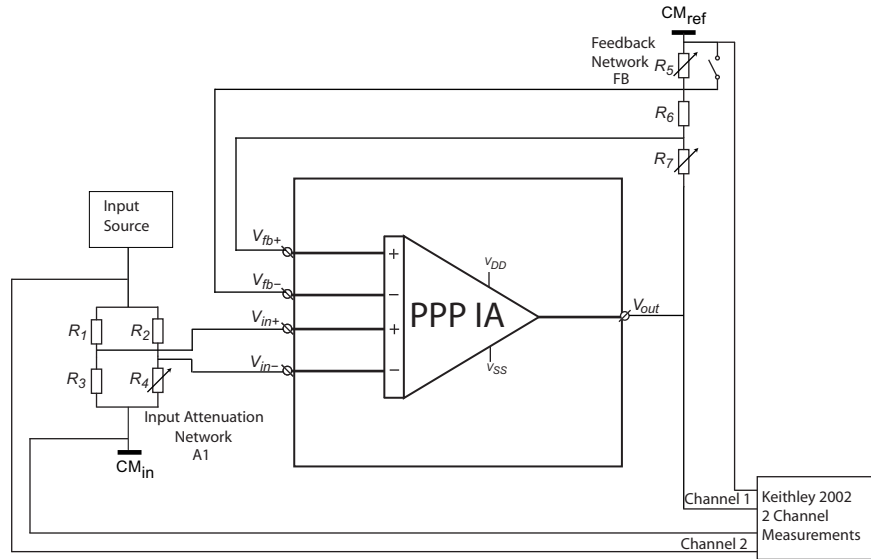 CMref
Feedback
Network
FB
R5
R6
R7
Input
Source
Vfb+
Vfb−
Vin+
Vin−
+
−
+
−
VDD
PPP IA
VSS
Vout
R1
R2
R3
R4
Input Attenuation
Network
A1
CMin
Channel 1
Channel 2
Keithley 2002
2 Channel
Measurements